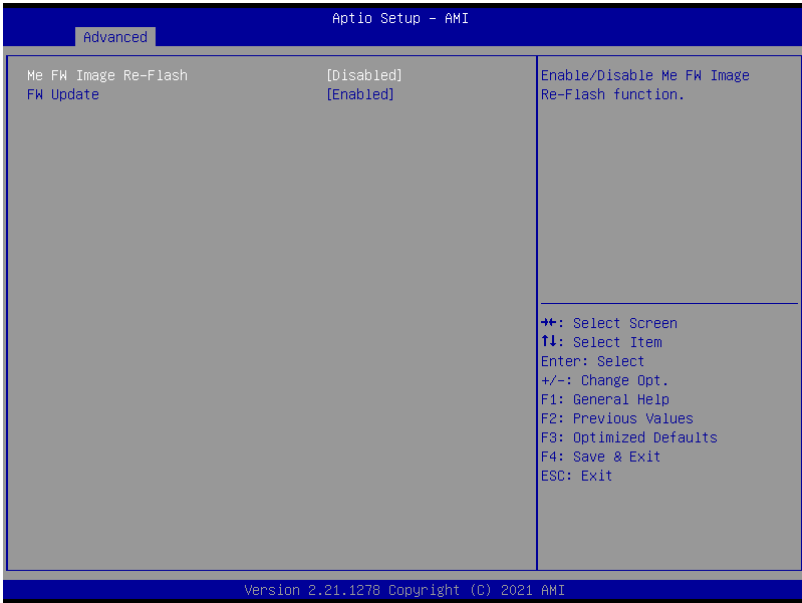 Aptio Setup – AMI
Advanced
Me FW Image Re-Flash [Disabled]
FW Update [Enabled]
Enable/Disable Me FW Image
Re-Flash function.
→←: Select Screen
↑↓: Select Item
Enter: Select
+/-: Change Opt.
F1: General Help
F2: Previous Values
F3: Optimized Defaults
F4: Save & Exit
ESC: Exit
Version 2.21.1278 Copyright (C) 2021 AMI